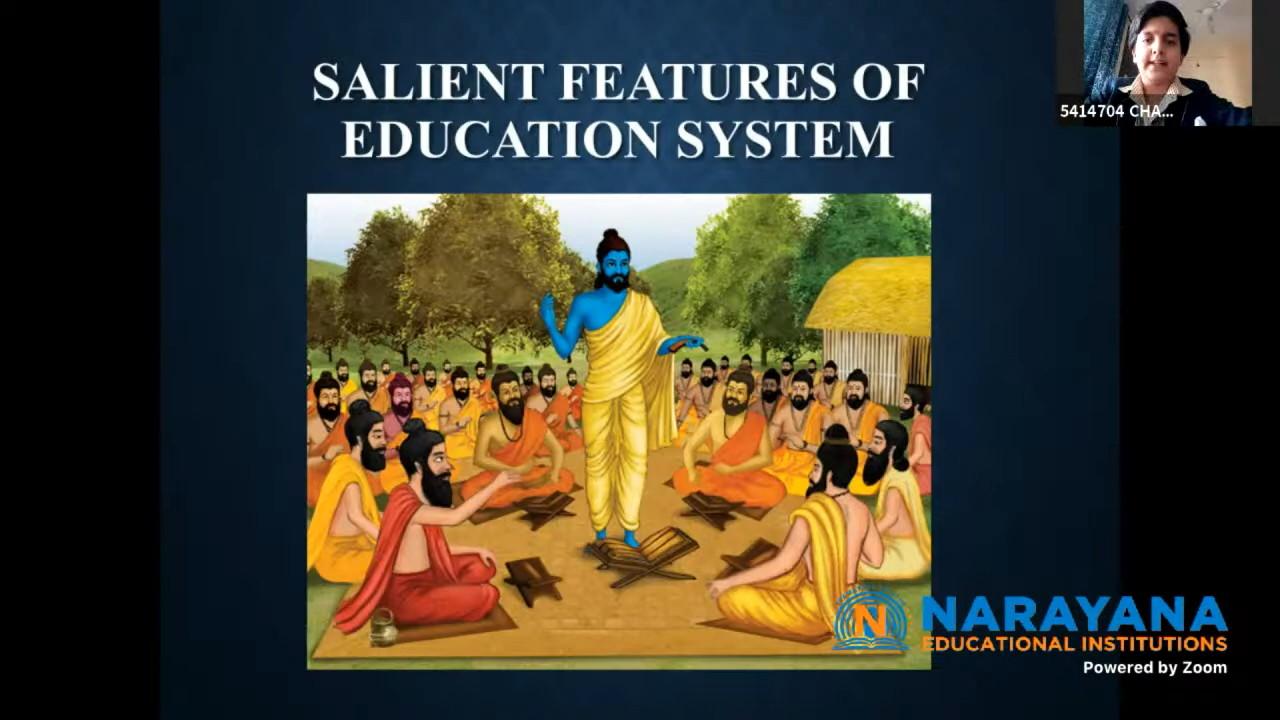 SALIENT FEATURES OF
EDUCATION SYSTEM
5414704 CHA...
N
NARAYANA
EDUCATIONAL INSTITUTIONS
Powered by Zoom